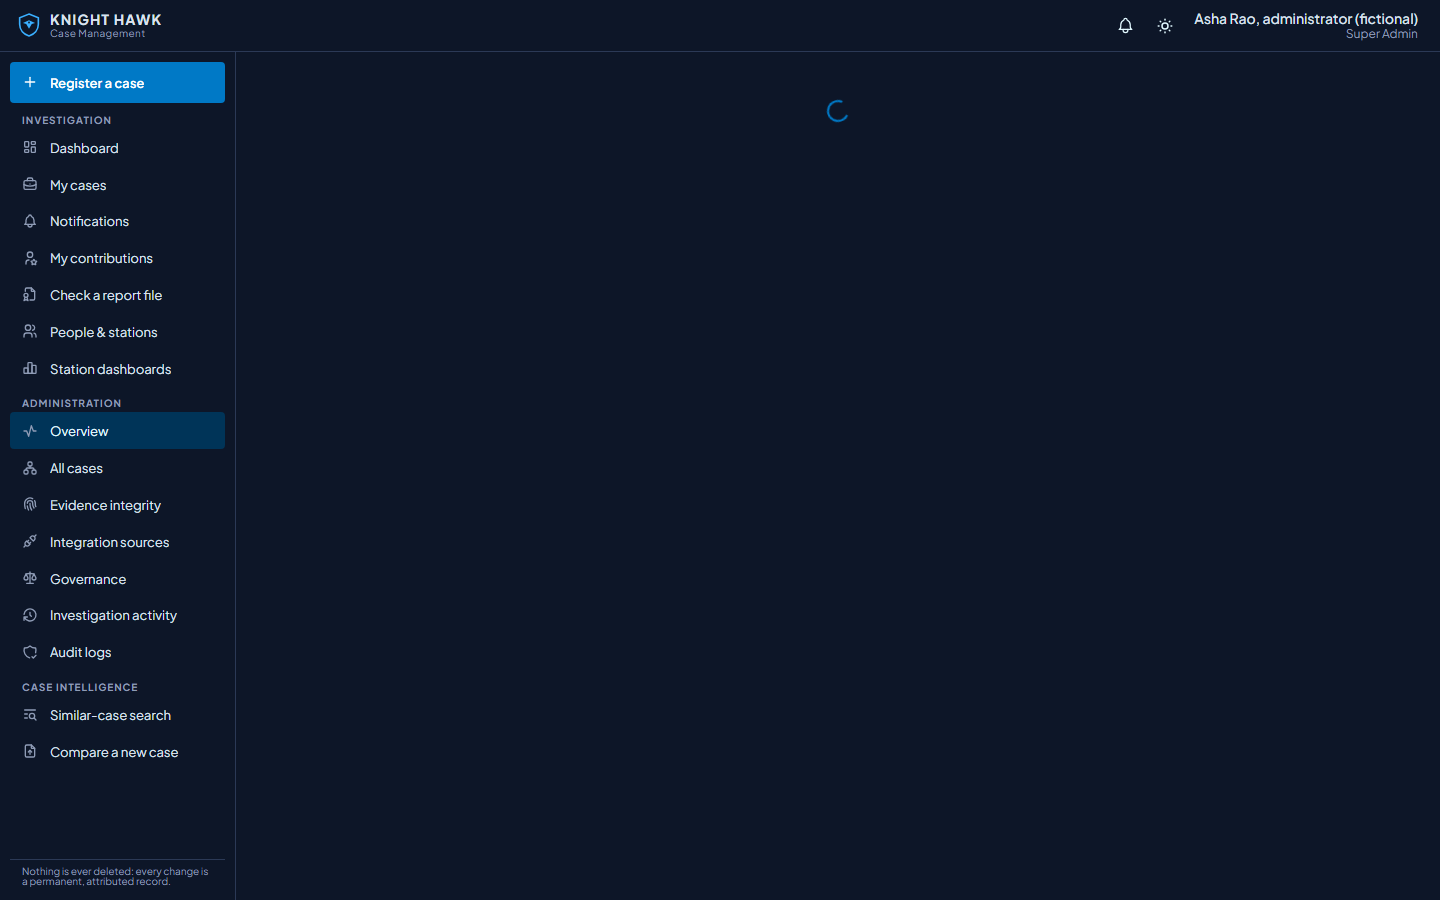 KNIGHT HAWK
Case Management
Asha Rao, administrator (fictional)
Super Admin
Register a case
INVESTIGATION
Dashboard
My cases
Notifications
My contributions
Check a report file
People & stations
Station dashboards
ADMINISTRATION
Overview
All cases
Evidence integrity
Integration sources
Governance
Investigation activity
Audit logs
CASE INTELLIGENCE
Similar-case search
Compare a new case
Nothing is ever deleted: every change is
a permanent, attributed record.